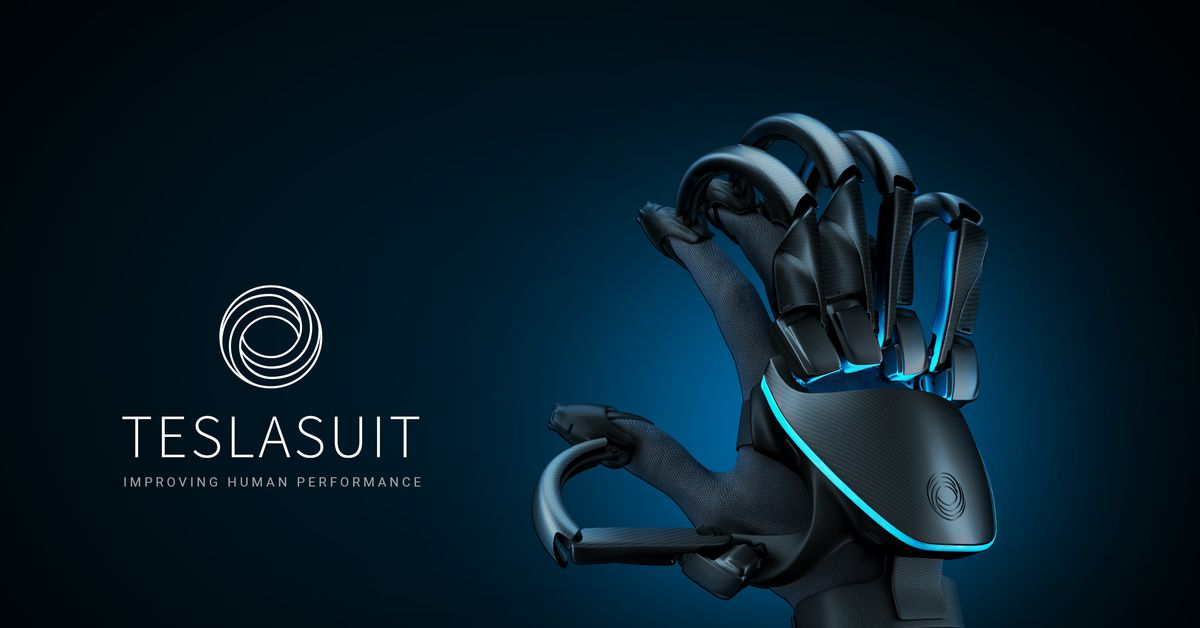 TESLASUIT
IMPROVING HUMAN PERFORMANCE